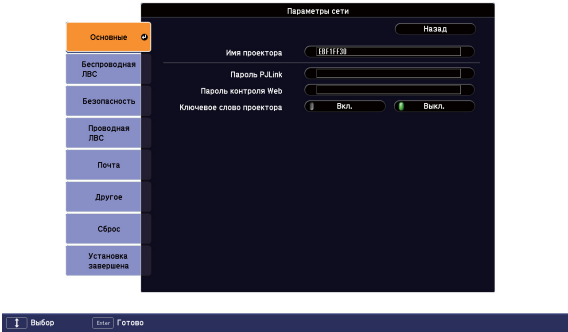 Параметры сети
Назад
Основные
Беспроводная
ЛВС
Безопасность
Проводная
ЛВС
Почта
Другое
Сброс
Установка
завершена
Имя проектора EBF1FF30
Пароль PJLink
Пароль контроля Web
Ключевое слово проектора Вкл. Выкл.
Выбор Enter Готово